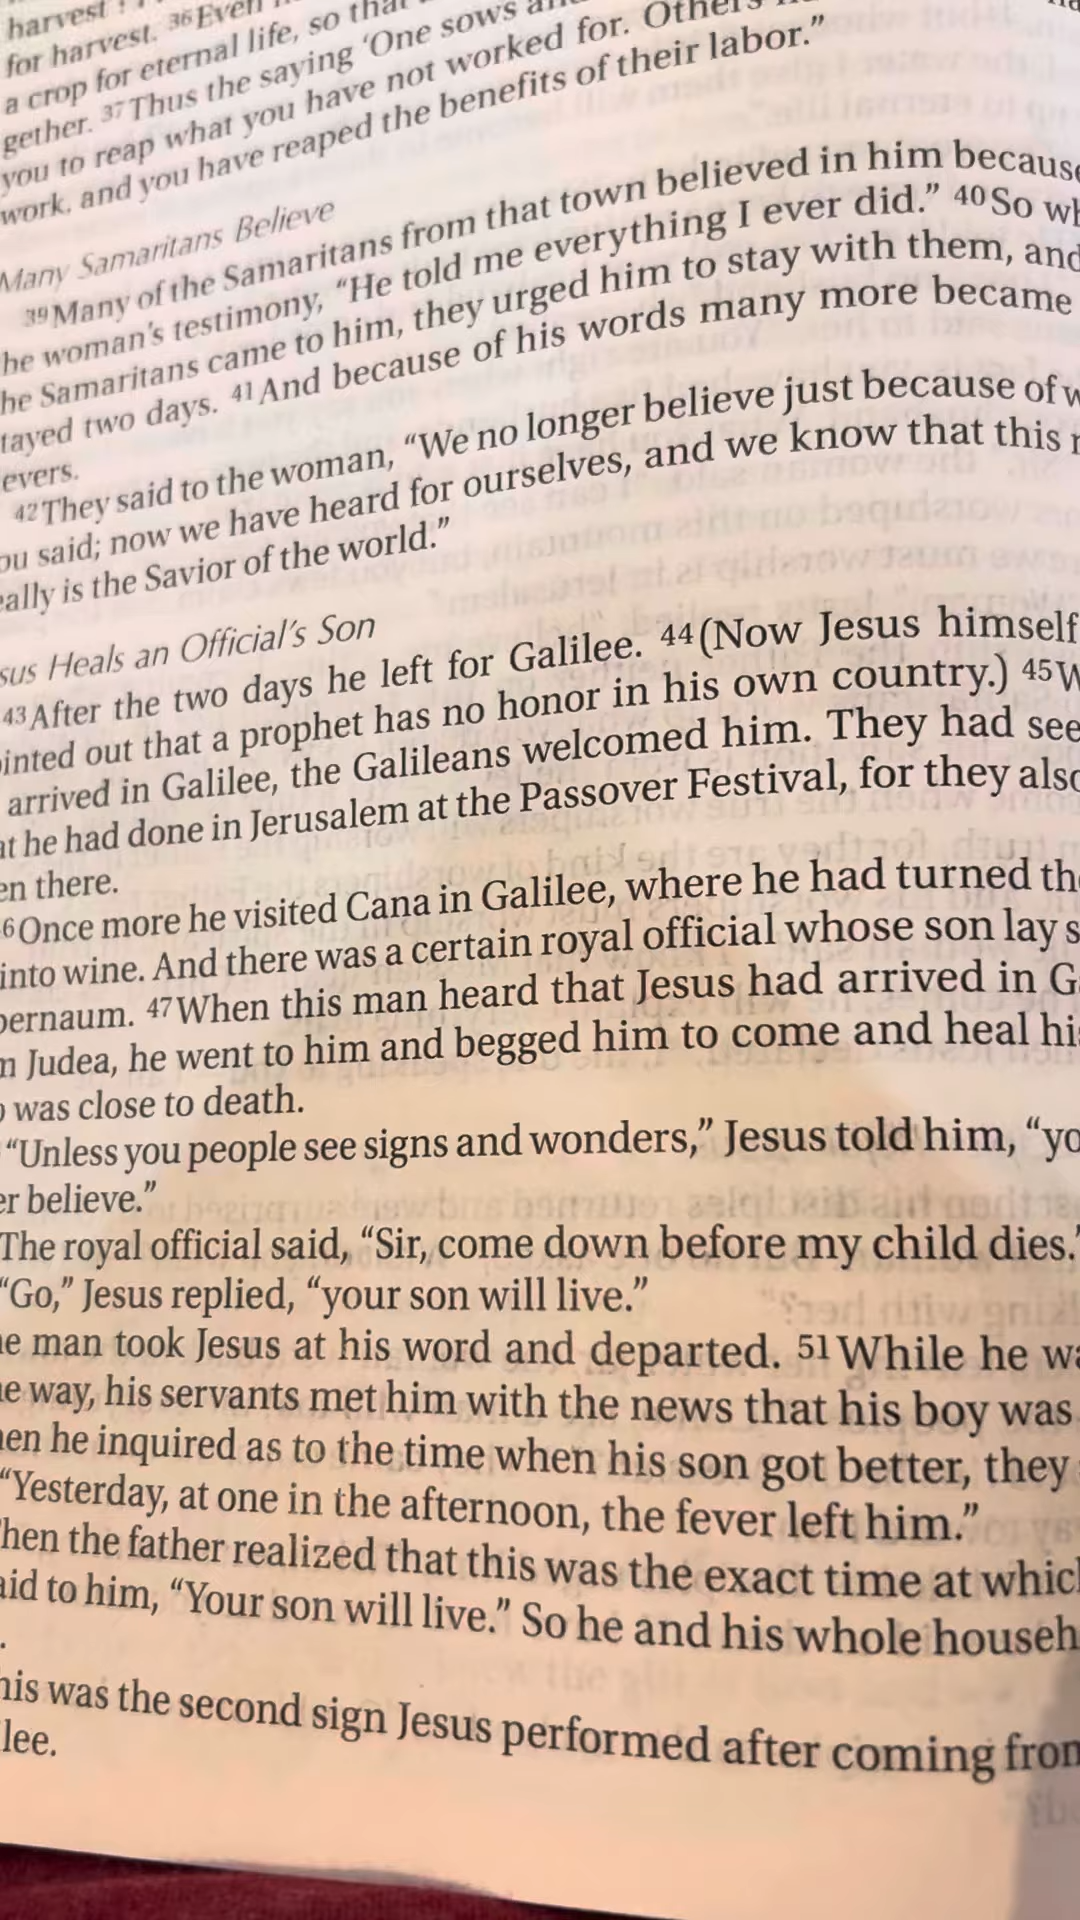 harvest
for harvest. 36Even
a crop for eternal life, so that
gether. 37Thus the saying ‘One sows an
you to reap what you have not worked for. Others
work, and you have reaped the benefits of their labor.”
Many Samaritans Believe
39Many of the Samaritans from that town believed in him because
he woman’s testimony, “He told me everything I ever did.” 40So wh
he Samaritans came to him, they urged him to stay with them, and
tayed two days. 41And because of his words many more became
evers.
42They said to the woman, “We no longer believe just because of w
ou said; now we have heard for ourselves, and we know that this
eally is the Savior of the world.”
sus Heals an Official’s Son
43After the two days he left for Galilee. 44(Now Jesus himself
inted out that a prophet has no honor in his own country.) 45W
arrived in Galilee, the Galileans welcomed him. They had see
at he had done in Jerusalem at the Passover Festival, for they also
en there.
6Once more he visited Cana in Galilee, where he had turned the
into wine. And there was a certain royal official whose son lay s
pernaum. 47When this man heard that Jesus had arrived in G
m Judea, he went to him and begged him to come and heal hi
o was close to death.
“Unless you people see signs and wonders,” Jesus told him, “yo
er believe.”
The royal official said, “Sir, come down before my child dies.”
“Go,” Jesus replied, “your son will live.”
e man took Jesus at his word and departed. 51While he wa
e way, his servants met him with the news that his boy was
hen he inquired as to the time when his son got better, they
“Yesterday, at one in the afternoon, the fever left him.”
hen the father realized that this was the exact time at which
aid to him, “Your son will live.” So he and his whole househ
.
his was the second sign Jesus performed after coming from
lee.